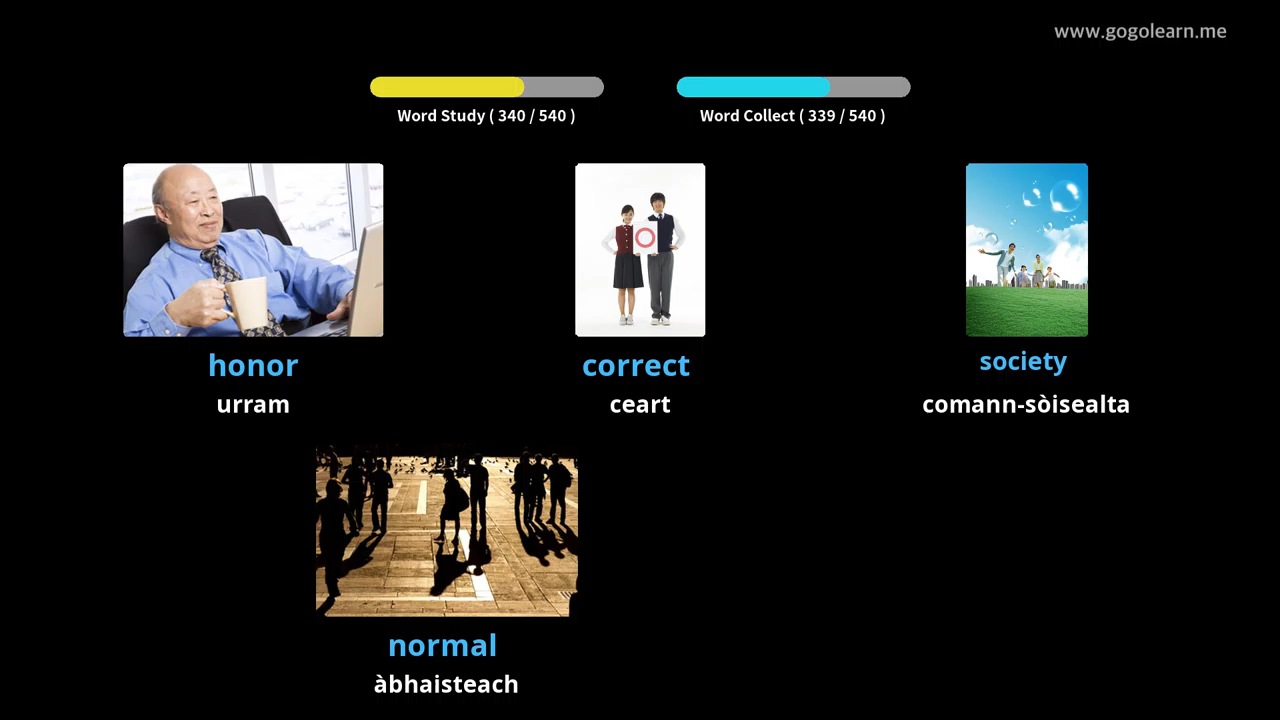 www.gogolearn.me
Word Study ( 340 / 540 )
Word Collect ( 339 / 540 )
honor
correct
society
urram
ceart
comann-sòisealta
normal
àbhaisteach